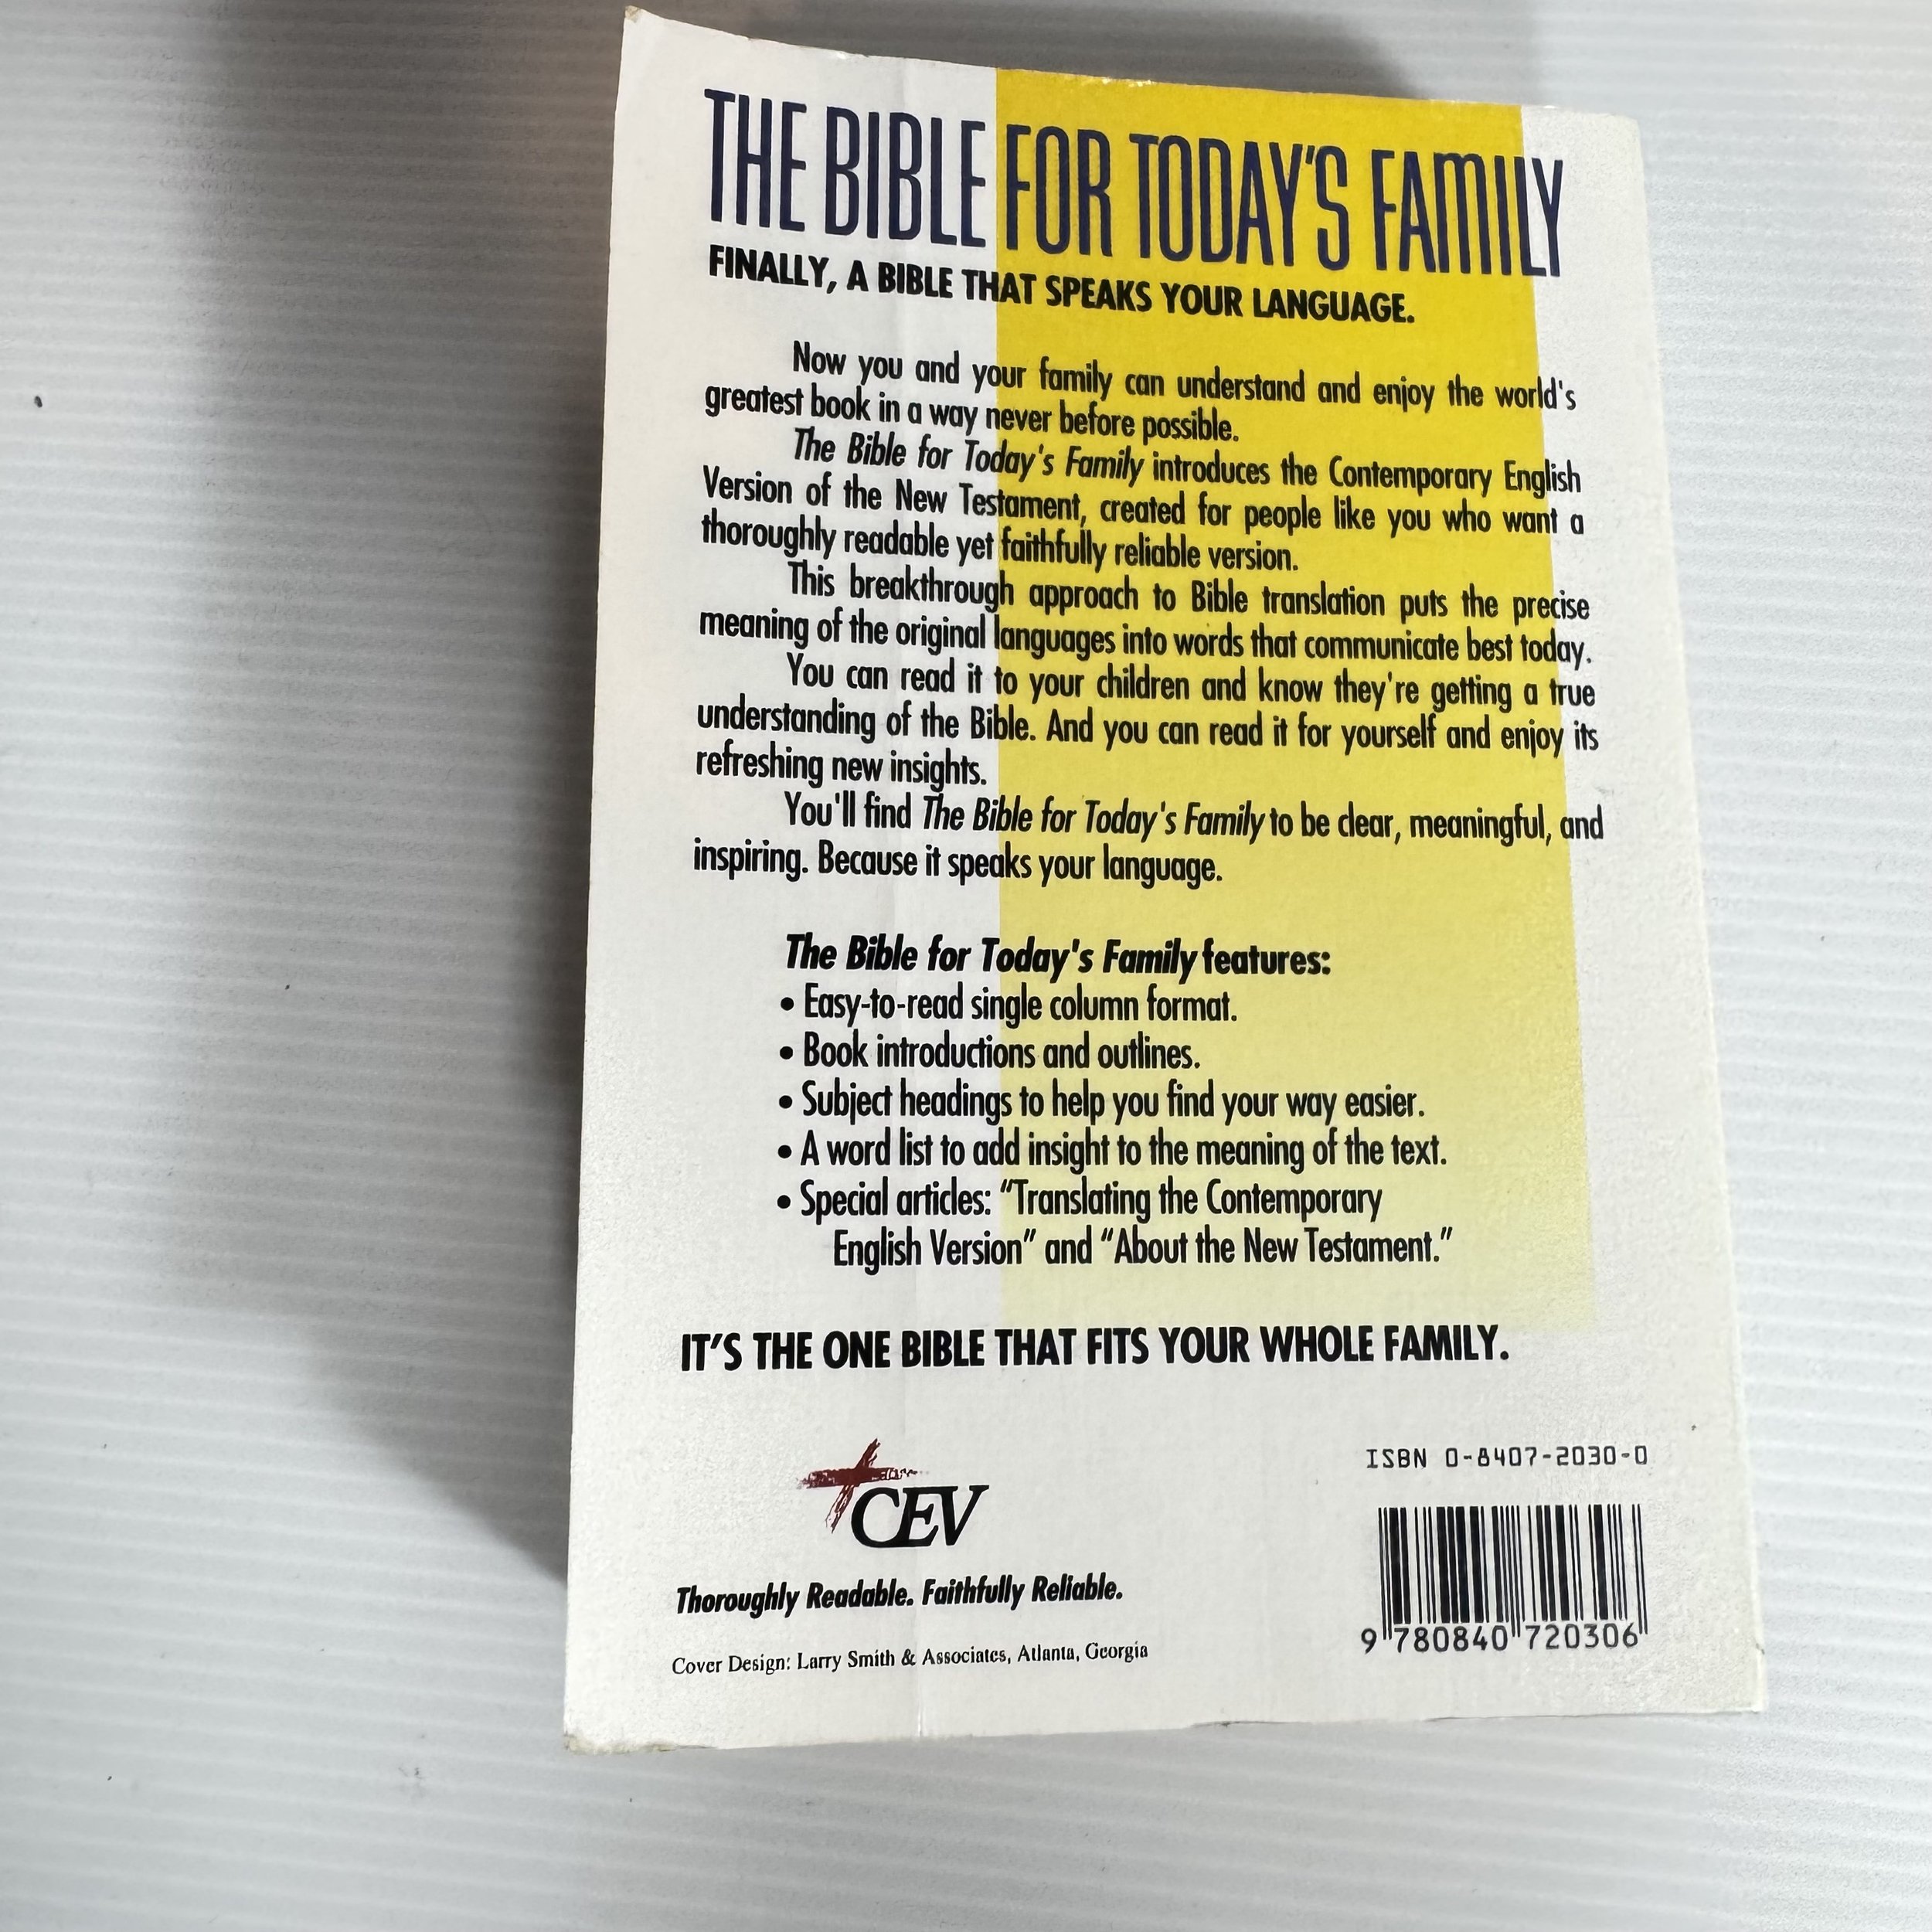 THE BIBLE FOR TODAY'S FAMILY
FINALLY, A BIBLE THAT SPEAKS YOUR LANGUAGE.
Now you and your family can understand and enjoy the world's
greatest book in a way never before possible.
The Bible for Today's Family introduces the Contemporary English
Version of the New Testament, created for people like you who want a
thoroughly readable yet faithfully reliable version.
This breakthrough approach to Bible translation puts the precise
meaning of the original languages into words that communicate best today.
You can read it to your children and know they're getting a true
understanding of the Bible. And you can read it for yourself and enjoy its
refreshing new insights.
You'll find The Bible for Today's Family to be clear, meaningful, and
inspiring. Because it speaks your language.
The Bible for Today's Family features:
• Easy-to-read single column format.
• Book introductions and outlines.
• Subject headings to help you find your way easier.
• A word list to add insight to the meaning of the text.
• Special articles: “Translating the Contemporary
English Version” and “About the New Testament.”
IT'S THE ONE BIBLE THAT FITS YOUR WHOLE FAMILY.
CEV
Thoroughly Readable. Faithfully Reliable.
Cover Design: Larry Smith & Associates, Atlanta, Georgia
ISBN 0-8407-2030-0
9 780840 720306